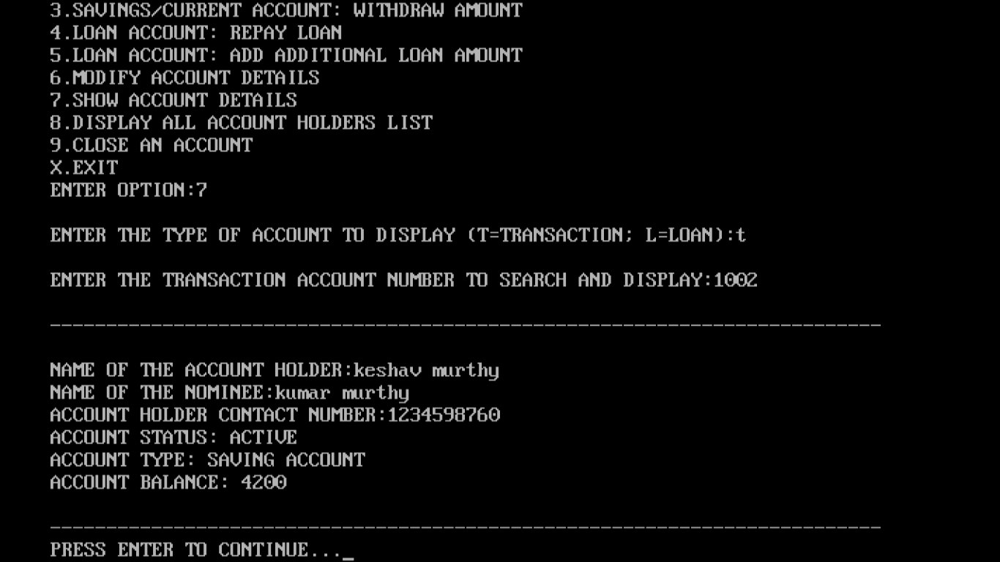 3.SAVINGS/CURRENT ACCOUNT: WITHDRAW AMOUNT
4.LOAN ACCOUNT: REPAY LOAN
5.LOAN ACCOUNT: ADD ADDITIONAL LOAN AMOUNT
6.MODIFY ACCOUNT DETAILS
7.SHOW ACCOUNT DETAILS
8.DISPLAY ALL ACCOUNT HOLDERS LIST
9.CLOSE AN ACCOUNT
X.EXIT
ENTER OPTION:7
ENTER THE TYPE OF ACCOUNT TO DISPLAY (T=TRANSACTION; L=LOAN):t
ENTER THE TRANSACTION ACCOUNT NUMBER TO SEARCH AND DISPLAY:1002
--------------------------------------------------------------------------
NAME OF THE ACCOUNT HOLDER:keshav murthy
NAME OF THE NOMINEE:kumar murthy
ACCOUNT HOLDER CONTACT NUMBER:1234598760
ACCOUNT STATUS: ACTIVE
ACCOUNT TYPE: SAVING ACCOUNT
ACCOUNT BALANCE: 4200
--------------------------------------------------------------------------
PRESS ENTER TO CONTINUE..._